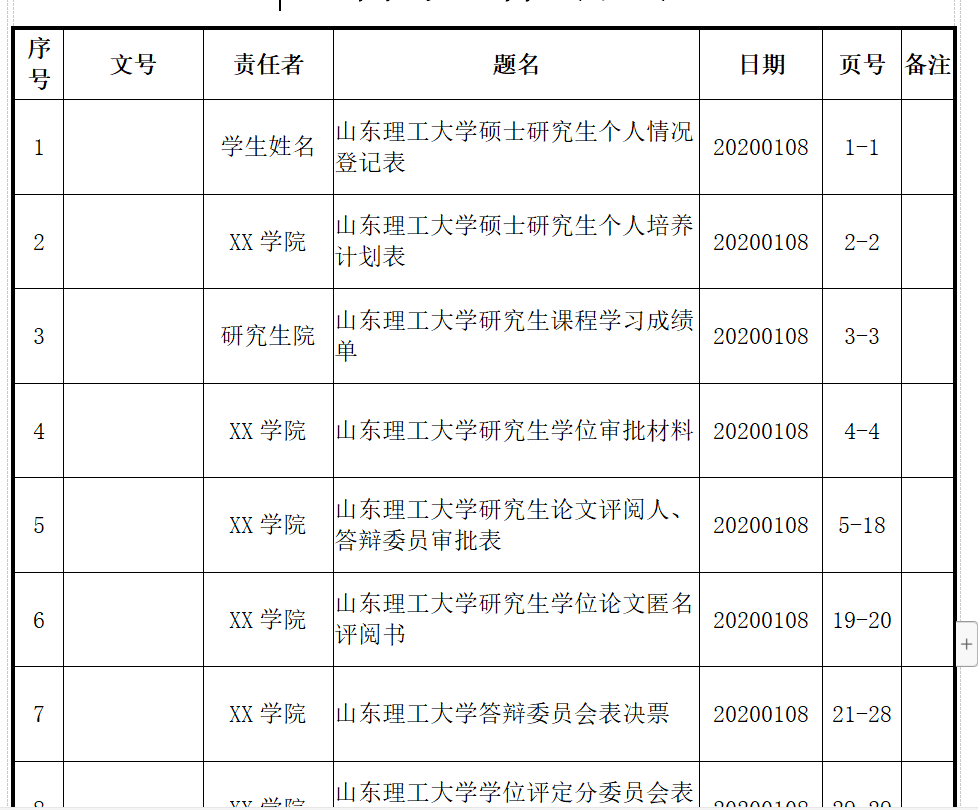 序号 文号 责任者 题名 日期 页号 备注
1 学生姓名 山东理工大学硕士研究生个人情况登记表 20200108 1-1
2 XX 学院 山东理工大学硕士研究生个人培养计划表 20200108 2-2
3 研究生院 山东理工大学研究生课程学习成绩单 20200108 3-3
4 XX 学院 山东理工大学研究生学位审批材料 20200108 4-4
5 XX 学院 山东理工大学研究生论文评阅人、答辩委员审批表 20200108 5-18
6 XX 学院 山东理工大学研究生学位论文匿名评阅书 20200108 19-20
7 XX 学院 山东理工大学答辩委员会表决票 20200108 21-28
XX 学院 山东理工大学学位评定分委员会表 20200108